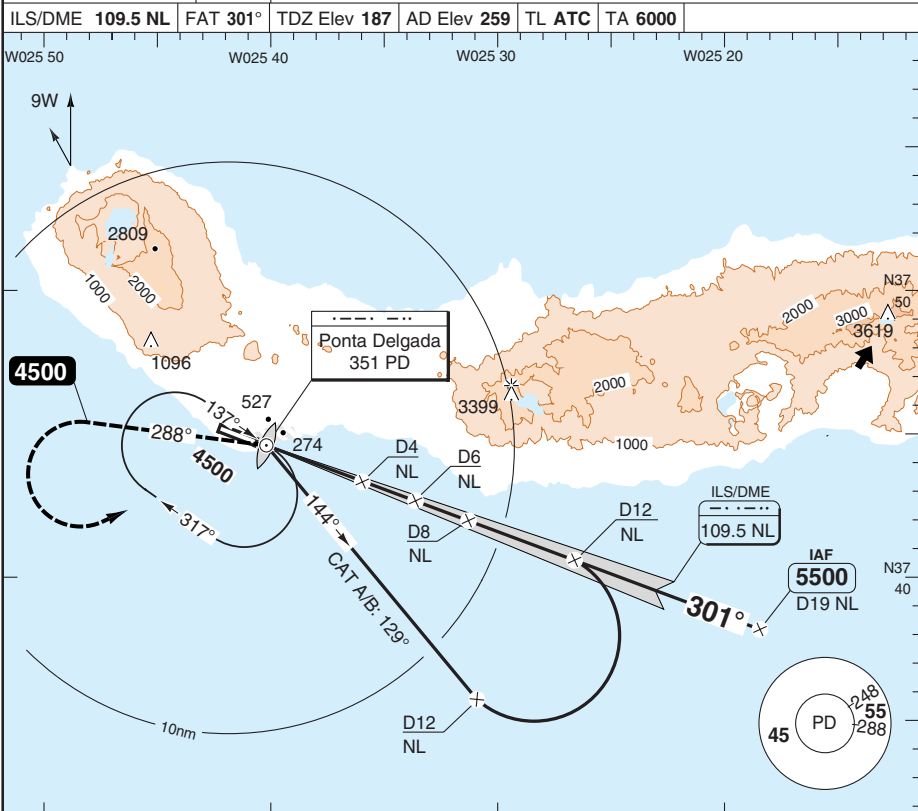 ILS/DME 109.5 NL FAT 301° TDZ Elev 187 AD Elev 259 TL ATC TA 6000
W025 50 W025 40 W025 30 W025 20
9W
2809
1000
2000
1096
Ponta Delgada
351 PD
N37
50
2000
3000
3619
3399
2000
1000
4500
527
137°
274
288°
4500
317°
D4
NL
D6
NL
D8
NL
D12
NL
ILS/DME
109.5 NL
IAF
5500
D19 NL
N37
40
301°
144°
CAT A/B: 129°
D12
NL
10nm
PD
45
248
55
288